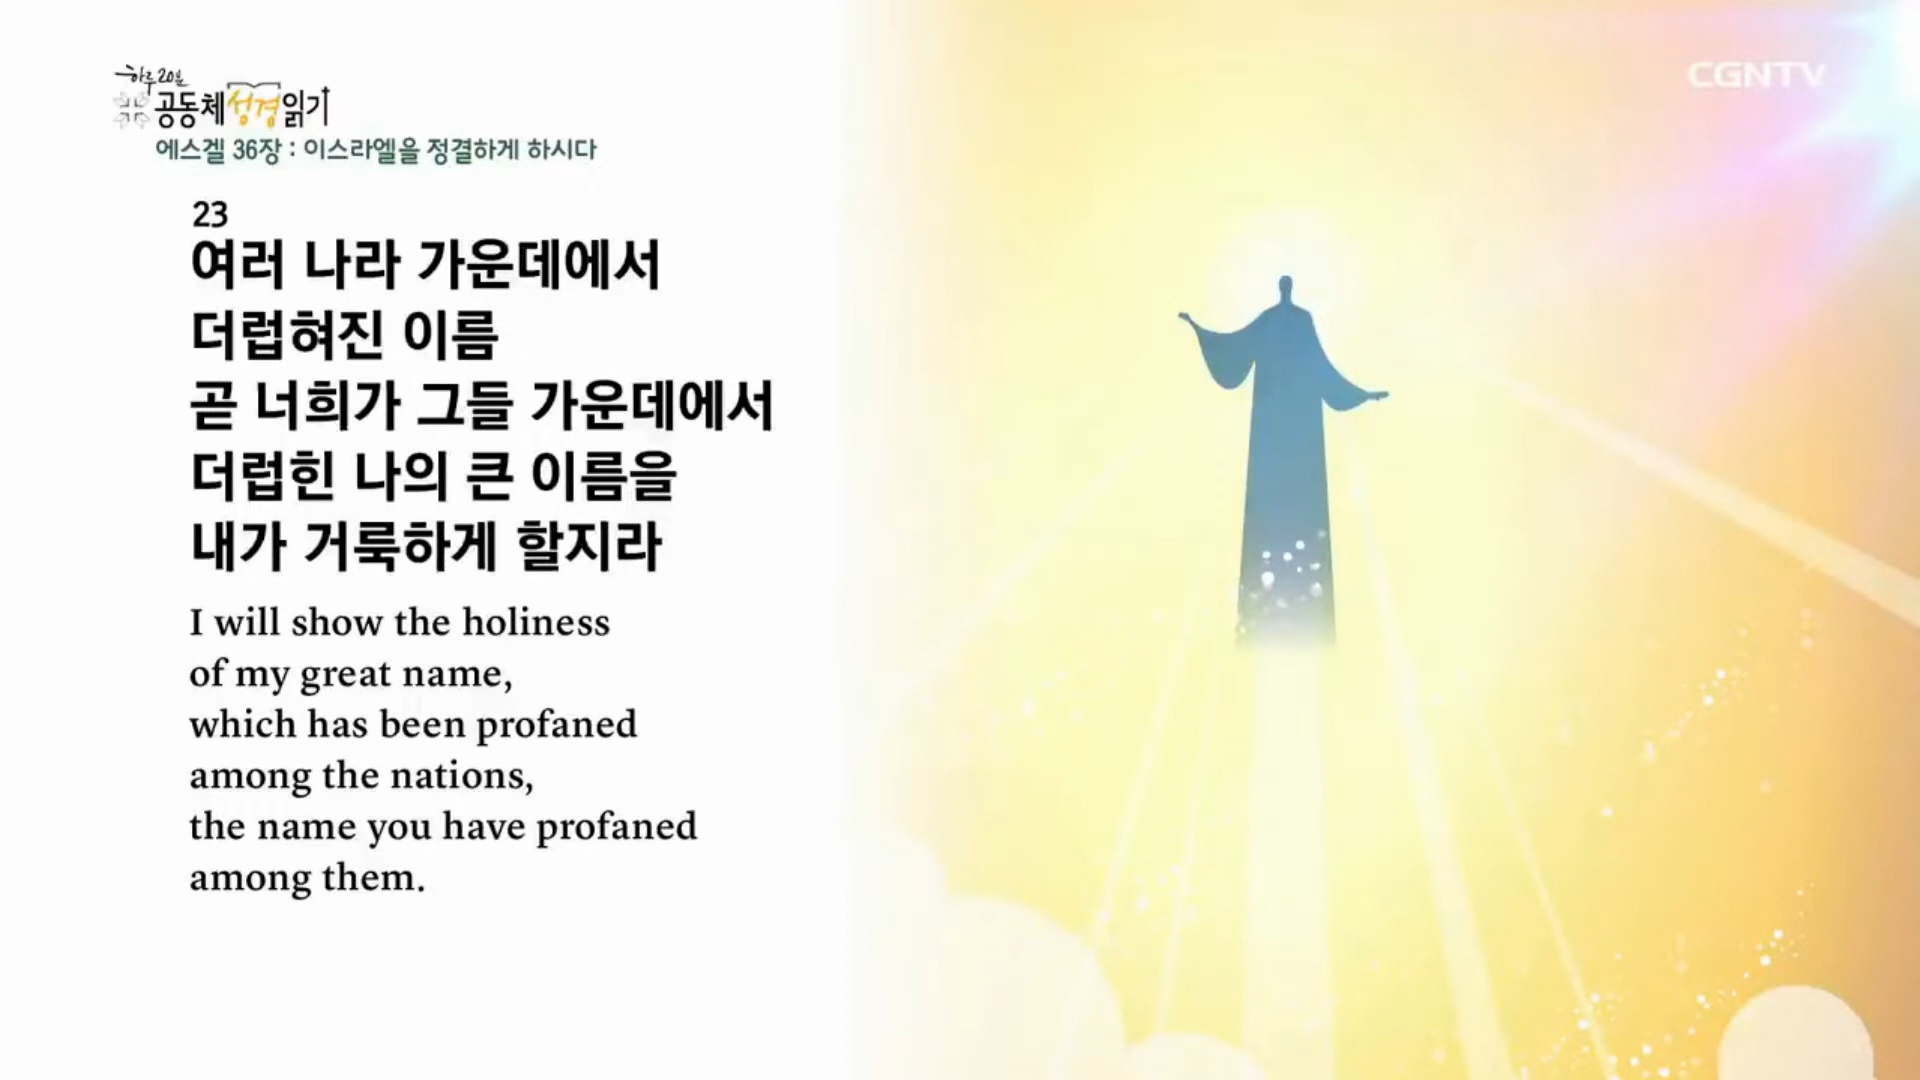 하루 20분
공동체성경읽기
CGNTV
에스겔 36장 : 이스라엘을 정결하게 하시다
23
여러 나라 가운데에서
더럽혀진 이름
곧 너희가 그들 가운데에서
더럽힌 나의 큰 이름을
내가 거룩하게 할지라
I will show the holiness
of my great name,
which has been profaned
among the nations,
the name you have profaned
among them.